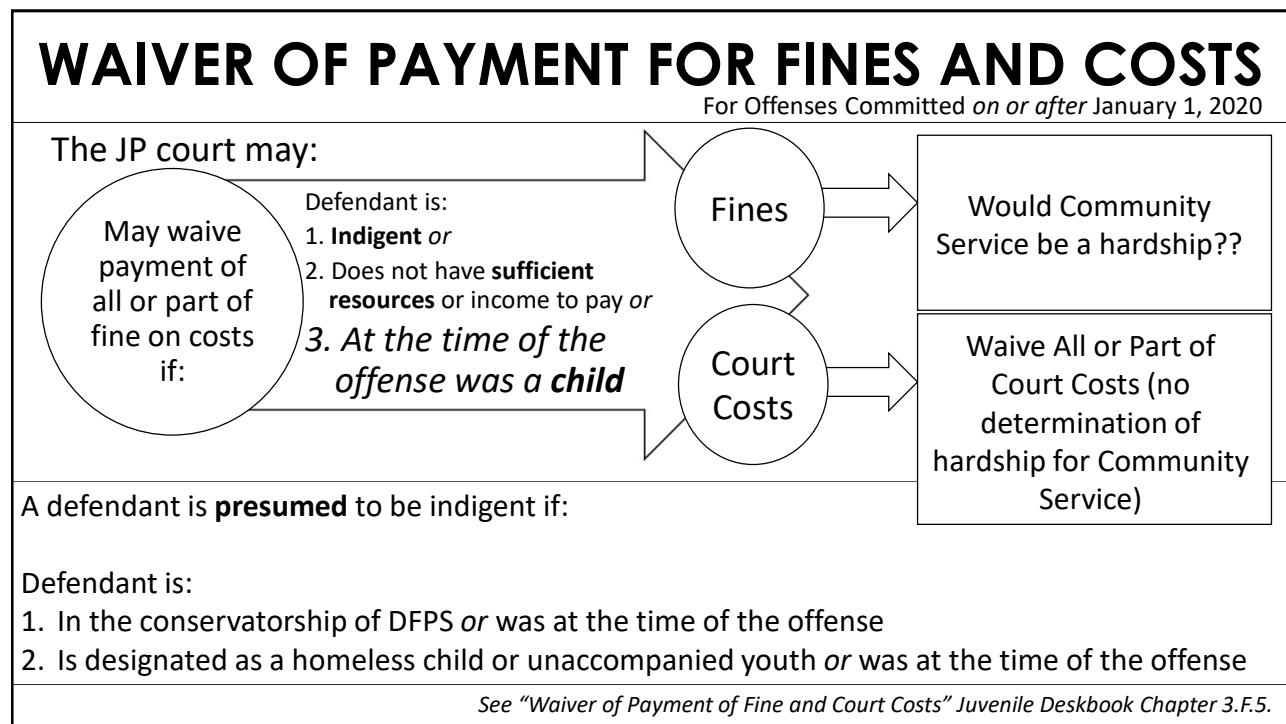 WAIVER OF PAYMENT FOR FINES AND COSTS
For Offenses Committed on or after January 1, 2020
The JP court may:
May waive
payment of
all or part of
fine on costs
if:
Defendant is:
1. Indigent or
2. Does not have sufficient
resources or income to pay or
3. At the time of the
offense was a child
Fines
Would Community
Service be a hardship??
Court
Costs
Waive All or Part of
Court Costs (no
determination of
hardship for Community
Service)
A defendant is presumed to be indigent if:
Defendant is:
1. In the conservatorship of DFPS or was at the time of the offense
2. Is designated as a homeless child or unaccompanied youth or was at the time of the offense
See “Waiver of Payment of Fine and Court Costs” Juvenile Deskbook Chapter 3.F.5.